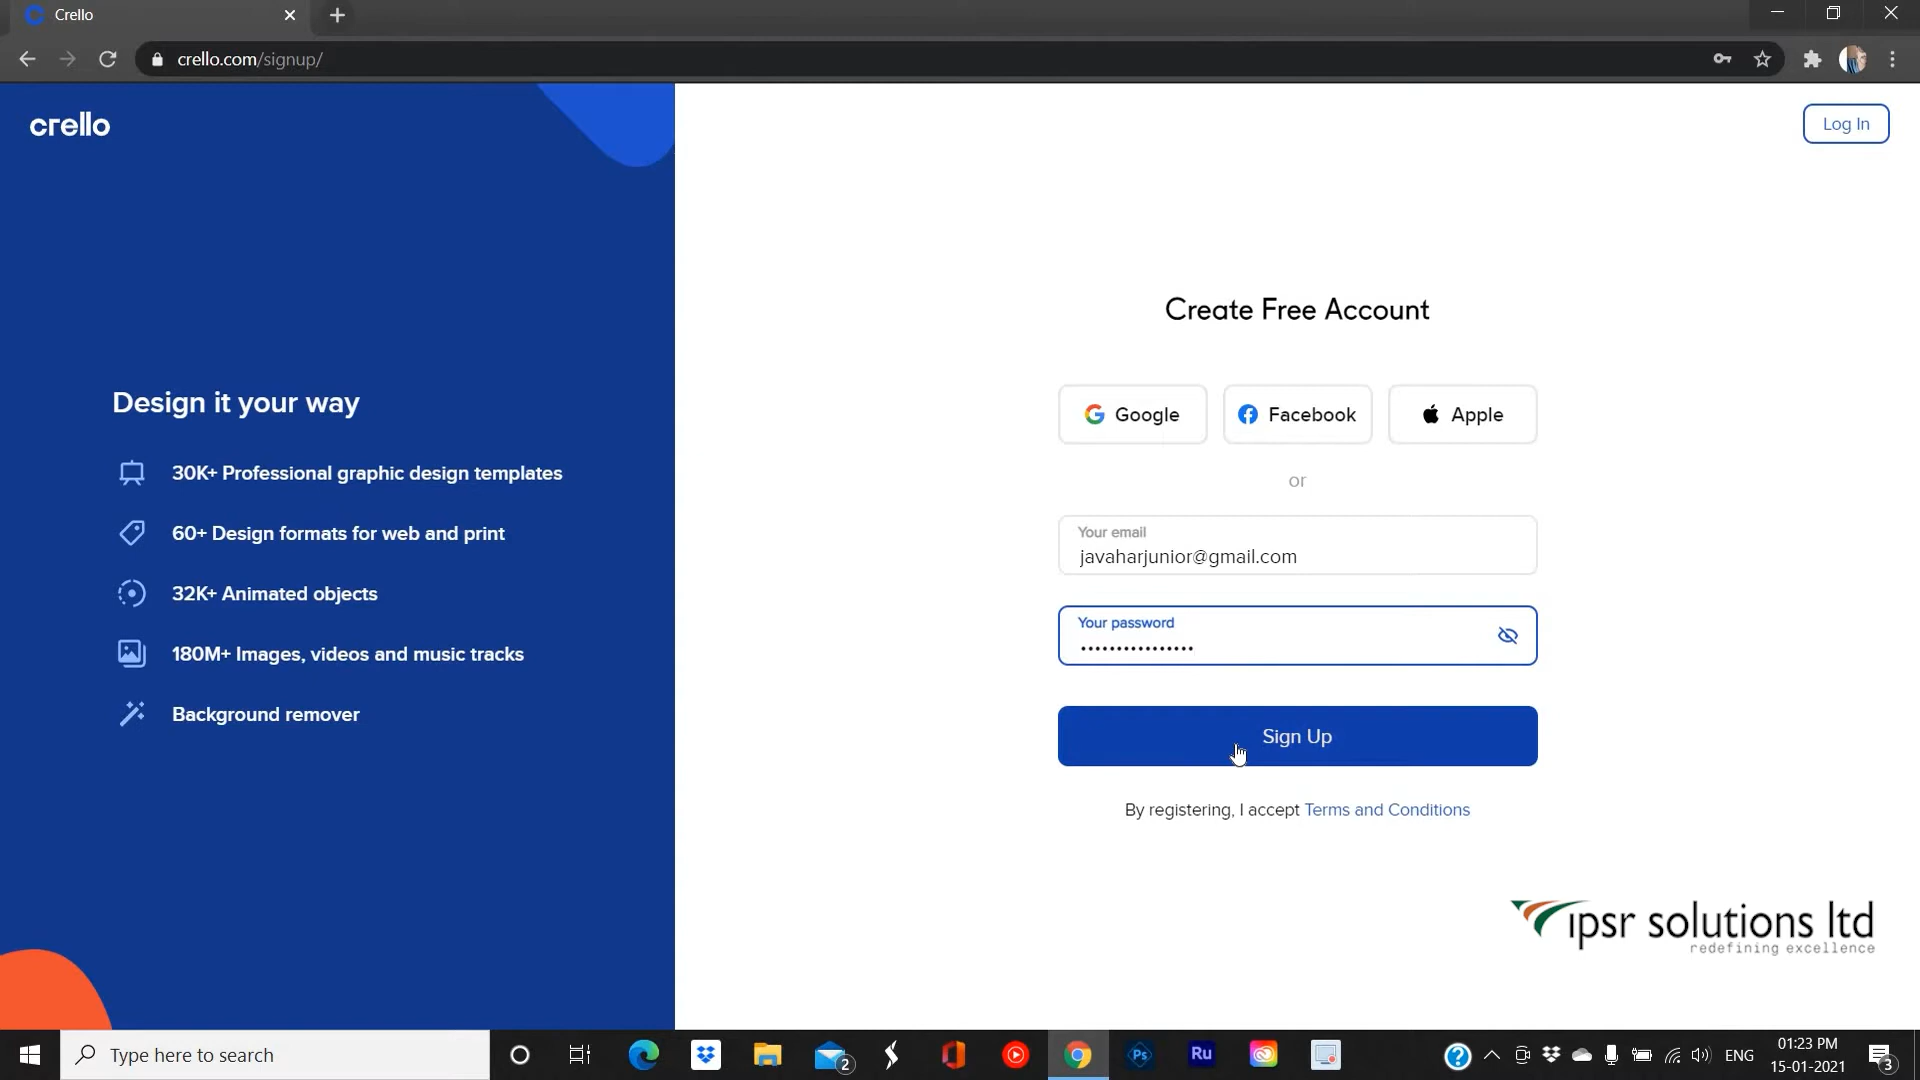 Crello
crello.com/signup/
crello
Log In
Create Free Account
Google
Facebook
Apple
or
Your email
javaharjunior@gmail.com
Your password
••••••••••••••••
Sign Up
By registering, I accept Terms and Conditions
Design it your way
30K+ Professional graphic design templates
60+ Design formats for web and print
32K+ Animated objects
180M+ Images, videos and music tracks
Background remover
ipsr solutions ltd
redefining excellence
Type here to search
2
Ps
Ru
ENG
01:23 PM
15-01-2021
3